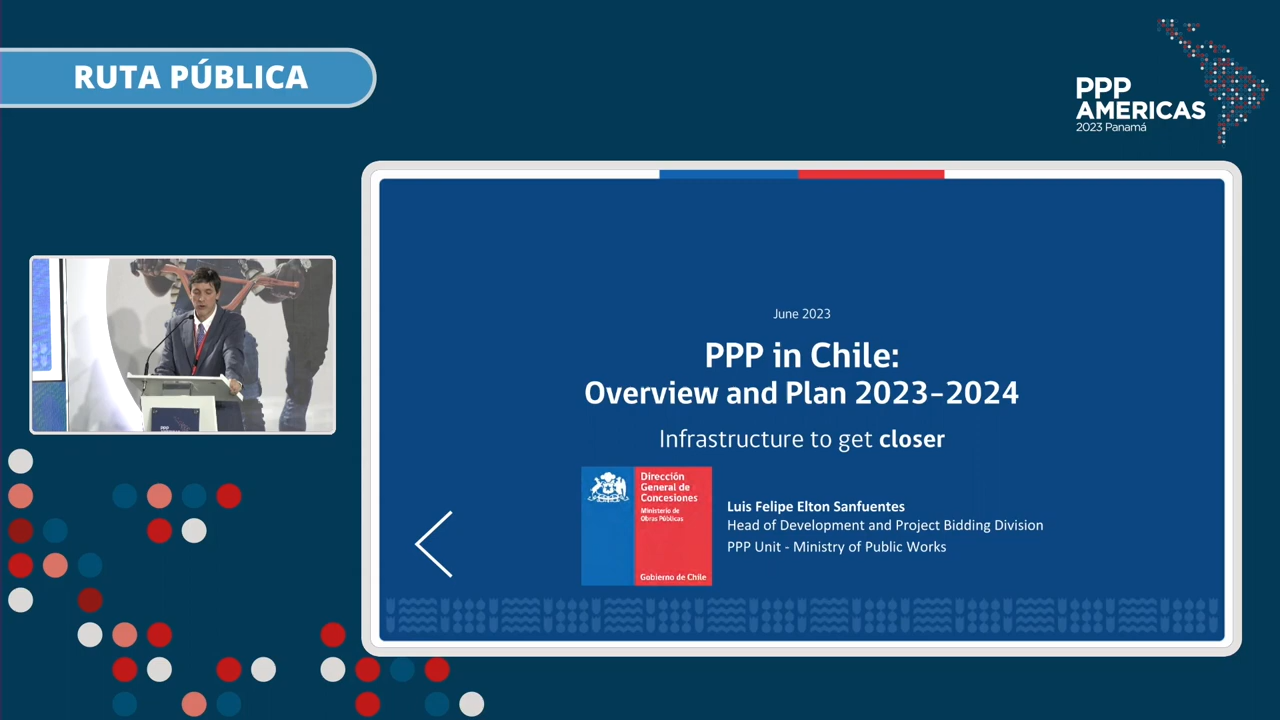 RUTA PÚBLICA
PPP
AMERICAS
2023 Panamá
June 2023
PPP in Chile:
Overview and Plan 2023-2024
Infrastructure to get closer
Dirección
General de
Concesiones
Ministerio de
Obras Públicas
Gobierno de Chile
Luis Felipe Elton Sanfuentes
Head of Development and Project Bidding Division
PPP Unit - Ministry of Public Works
PPP
AMERICAS